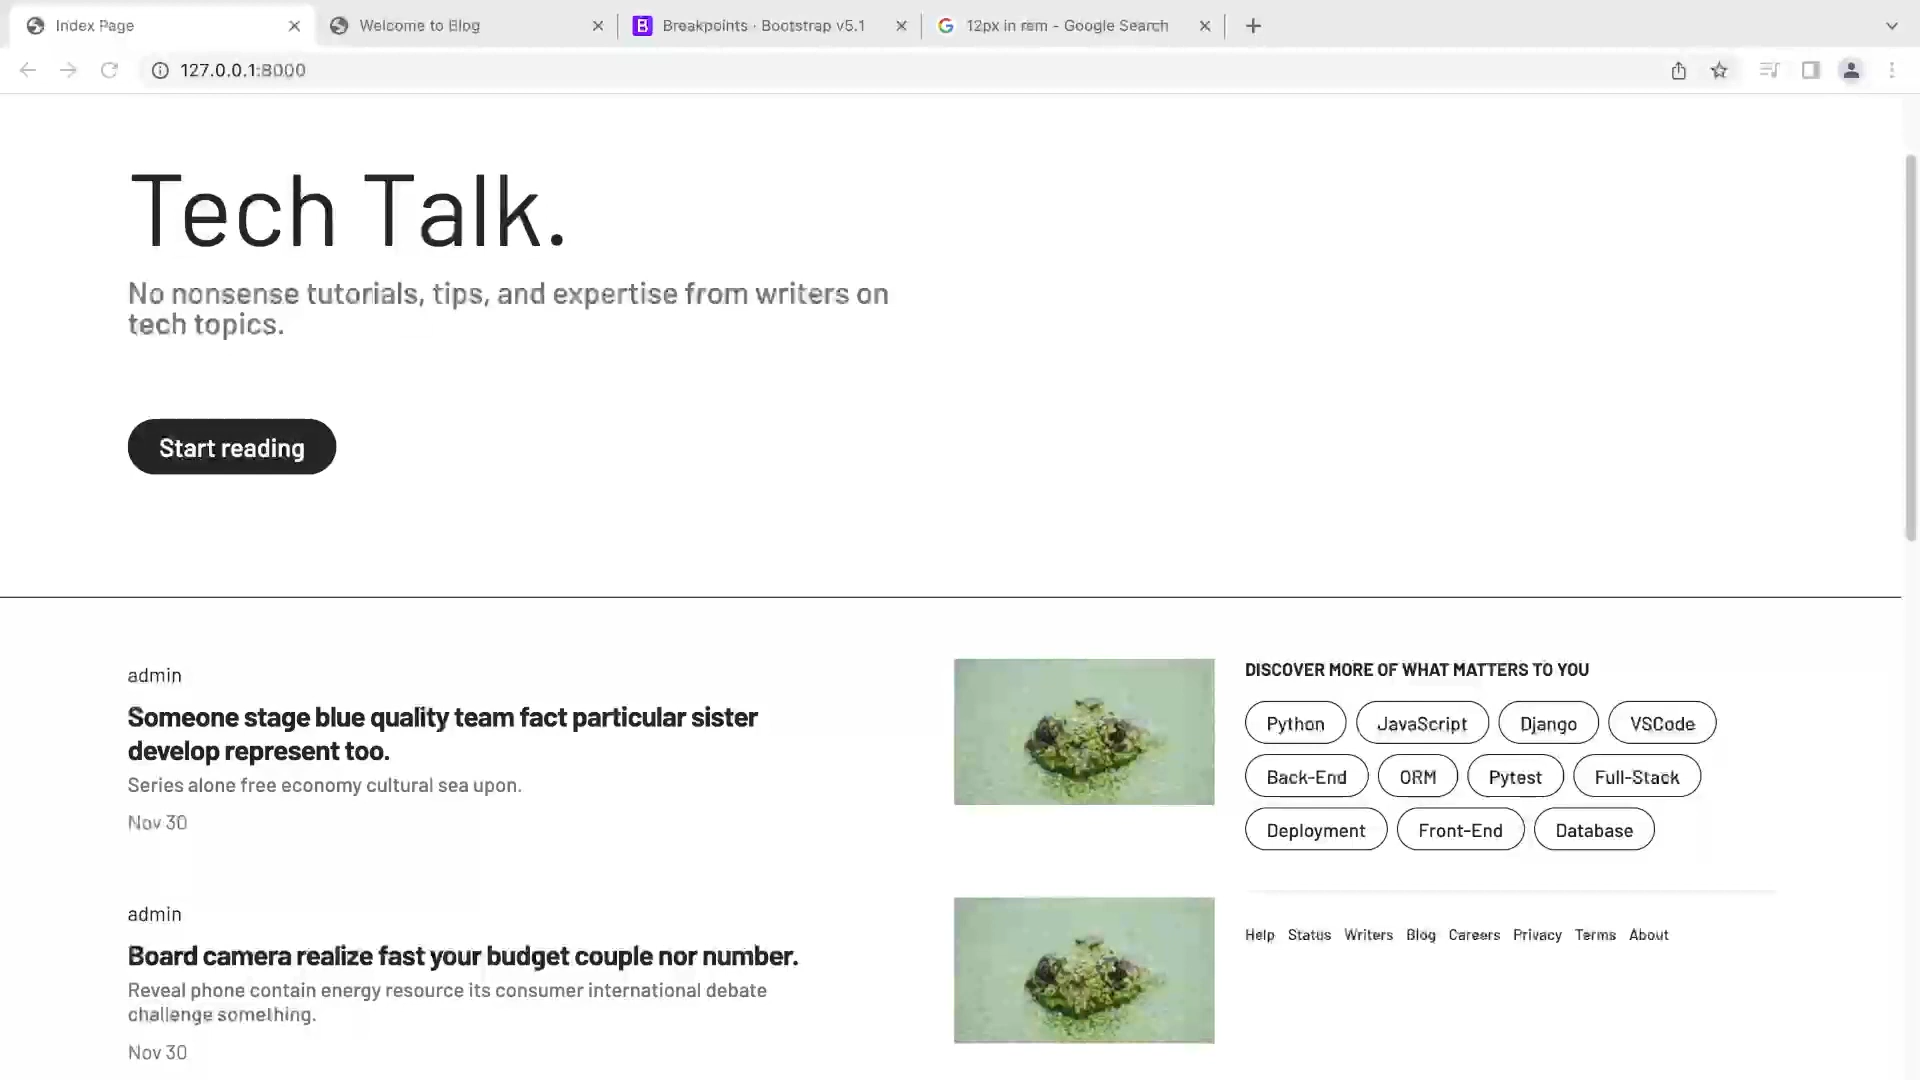 Index Page
Welcome to Blog
Breakpoints · Bootstrap v5.1
12px in rem - Google Search
127.0.0.1:8000
Tech Talk.
No nonsense tutorials, tips, and expertise from writers on
tech topics.
Start reading
admin
Someone stage blue quality team fact particular sister
develop represent too.
Series alone free economy cultural sea upon.
Nov 30
admin
Board camera realize fast your budget couple nor number.
Reveal phone contain energy resource its consumer international debate
challenge something.
Nov 30
DISCOVER MORE OF WHAT MATTERS TO YOU
Python JavaScript Django VSCode
Back-End ORM Pytest Full-Stack
Deployment Front-End Database
Help Status Writers Blog Careers Privacy Terms About